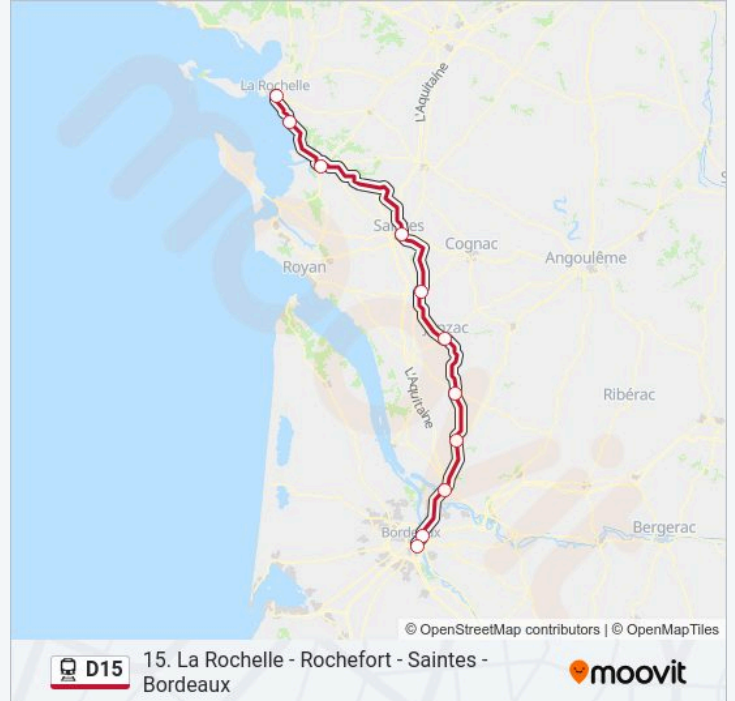 La Rochelle
L'Aquitaine
Saintes
Cognac
Angoulême
Royan
Jonzac
L'Aquitaine
Ribérac
Bordeaux
Bergerac
© OpenStreetMap contributors | © OpenMapTiles
D15
15. La Rochelle - Rochefort - Saintes -
Bordeaux
moovit